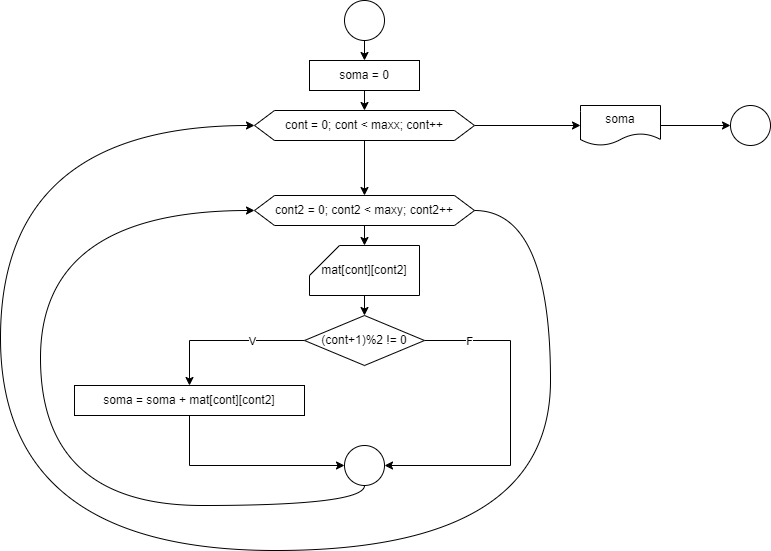 soma = 0
cont = 0; cont < maxx; cont++
soma
cont2 = 0; cont2 < maxy; cont2++
mat[cont][cont2]
(cont+1)%2 != 0
V
F
soma = soma + mat[cont][cont2]